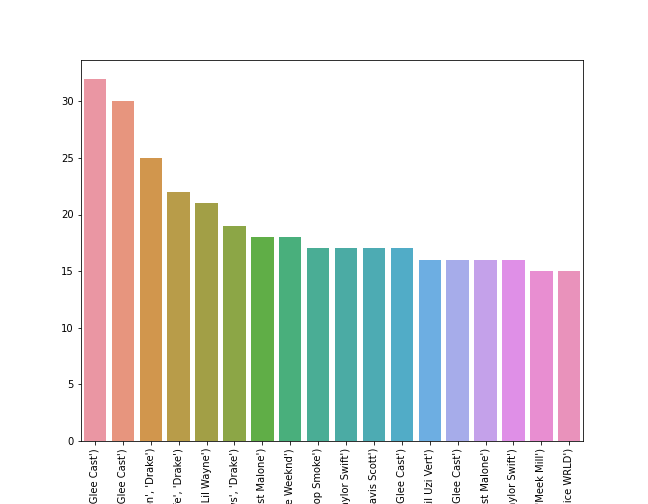 30
25
20
15
10
5
0
Glee Cast')
Glee Cast')
n', 'Drake')
e', 'Drake')
Lil Wayne')
s', 'Drake')
st Malone')
e Weeknd')
op Smoke')
aylor Swift')
avis Scott')
Glee Cast')
il Uzi Vert')
Glee Cast')
st Malone')
ylor Swift')
'Meek Mill')
ice WRLD')